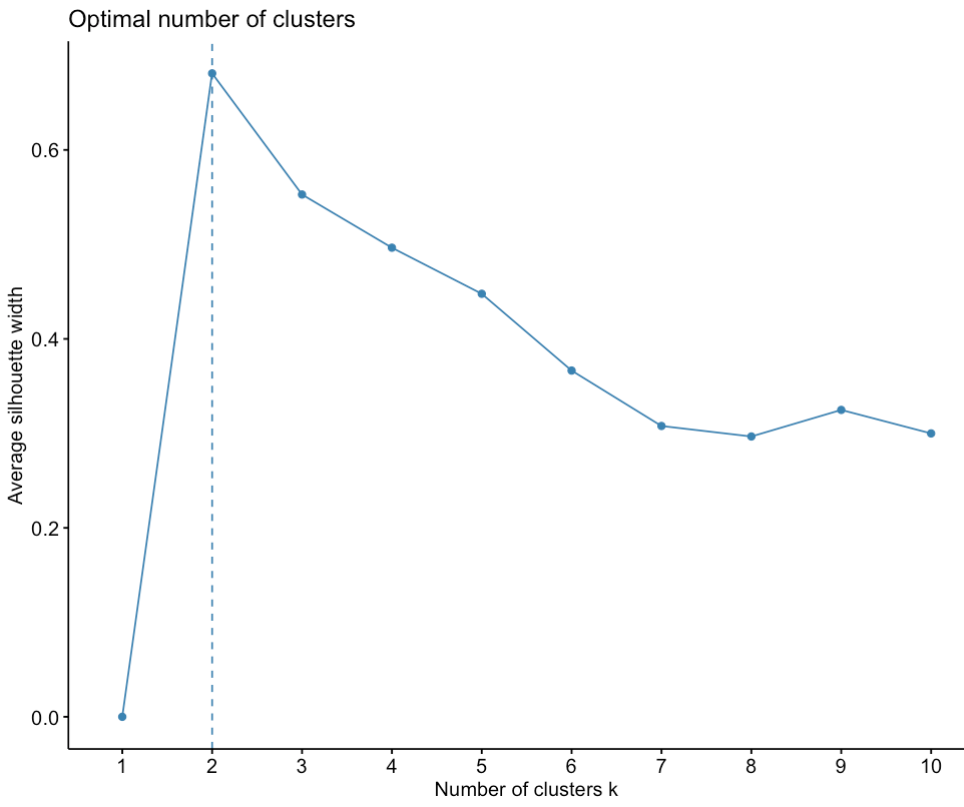 Optimal number of clusters
Average silhouette width
0.6
0.4
0.2
0.0
1 2 3 4 5 6 7 8 9 10
Number of clusters k